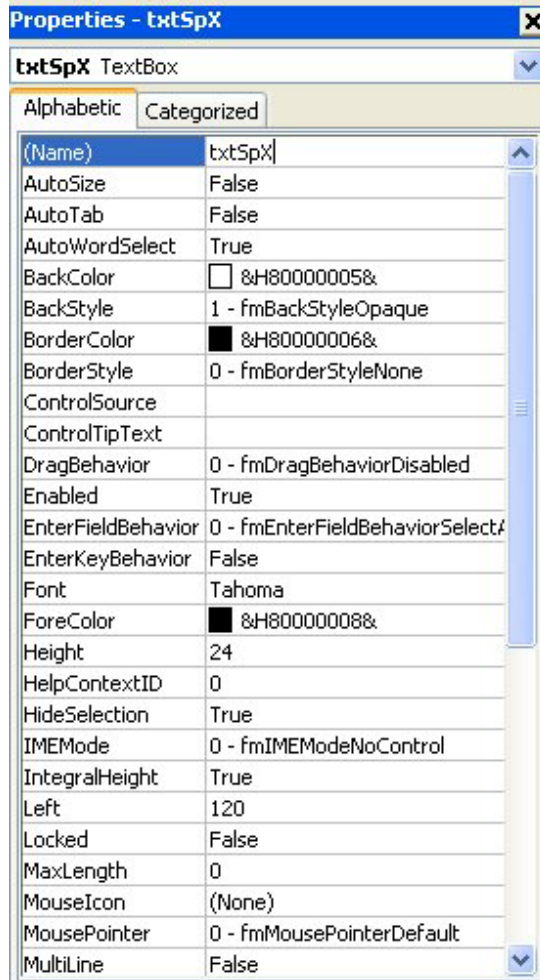 Properties - txtSpX
txtSpX TextBox
Alphabetic Categorized
(Name) txtSpX
AutoSize False
AutoTab False
AutoWordSelect True
BackColor &H80000005&
BackStyle 1 - fmBackStyleOpaque
BorderColor &H80000006&
BorderStyle 0 - fmBorderStyleNone
ControlSource
ControlTipText
DragBehavior 0 - fmDragBehaviorDisabled
Enabled True
EnterFieldBehavior 0 - fmEnterFieldBehaviorSelectA
EnterKeyBehavior False
Font Tahoma
ForeColor &H80000008&
Height 24
HelpContextID 0
HideSelection True
IMEMode 0 - fmIMEModeNoControl
IntegralHeight True
Left 120
Locked False
MaxLength 0
MouseIcon (None)
MousePointer 0 - fmMousePointerDefault
MultiLine False